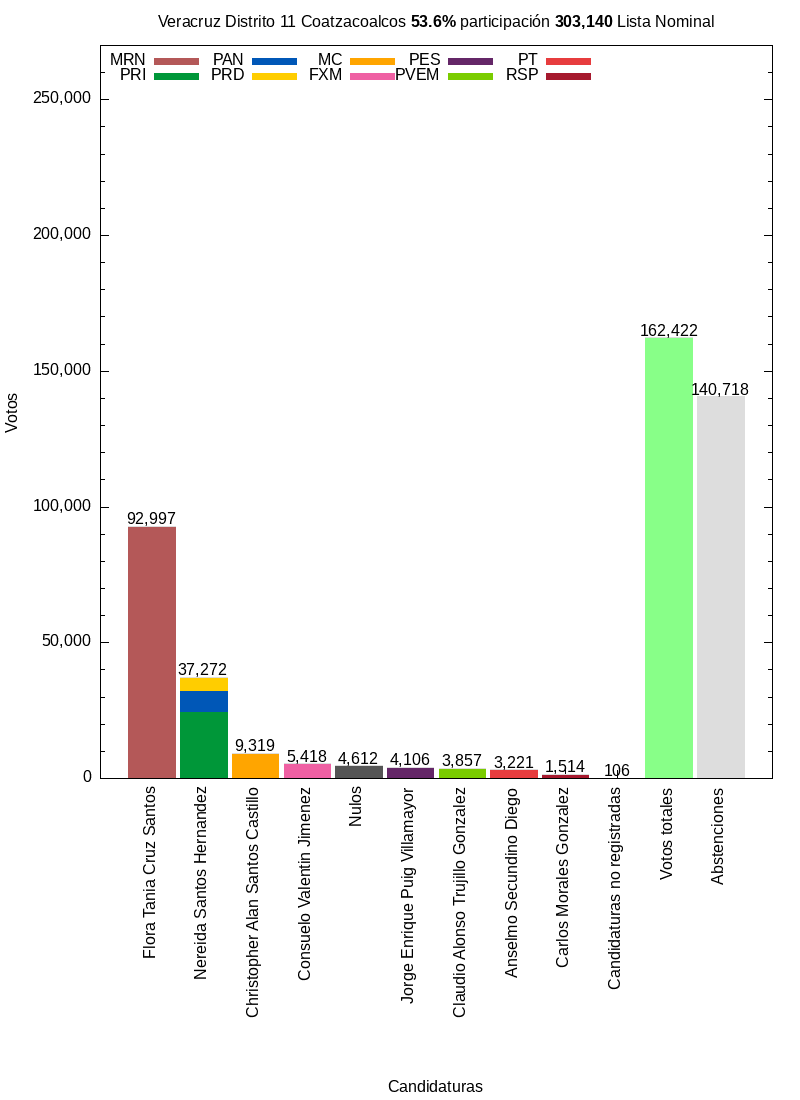 Veracruz Distrito 11 Coatzacoalcos 53.6% participación 303,140 Lista Nominal
MRN PAN MC PES PT
PRI PRD FXM PVEM RSP
250,000
200,000
150,000
100,000
50,000
0
Votos
92,997
37,272
9,319
5,418
4,612
4,106
3,857
3,221
1,514
106
162,422
140,718
Flora Tania Cruz Santos
Nereida Santos Hernandez
Christopher Alan Santos Castillo
Consuelo Valentin Jimenez
Nulos
Jorge Enrique Puig Villamayor
Claudio Alonso Trujillo Gonzalez
Anselmo Secundino Diego
Carlos Morales Gonzalez
Candidaturas no registradas
Votos totales
Abstenciones
Candidaturas